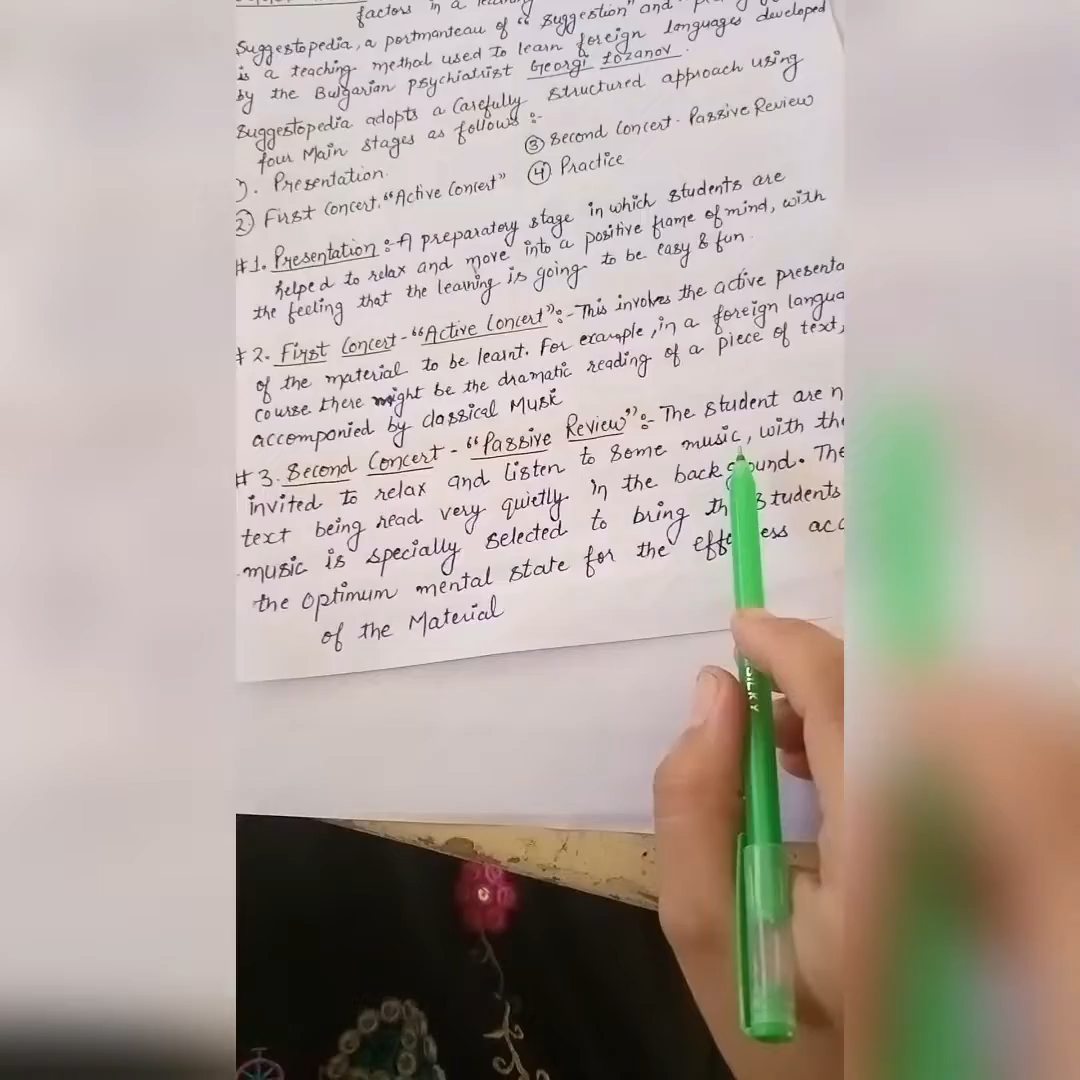 factors in a
Suggestopedia, a portmanteau of "Suggestion" and
is a teaching method used to learn foreign languages developed
by the Bulgarian psychiatrist Georgi Lozanov.
Suggestopedia adopts a Carefully structured approach using
four Main stages as follows :-
1). Presentation.
② First Concert, "Active Concert"
③ Second Concert - Passive Review
④ Practice
#1. Presentation :- A preparatory stage in which students are
helped to relax and move into a positive frame of mind, with
the feeling that the learning is going to be easy & fun.
#2. First Concert - "Active Concert" :- This involves the active presenta
of the material to be learnt. For example, in a foreign langua
course there might be the dramatic reading of a piece of text,
accompanied by classical Music
#3. Second Concert - "Passive Review" :- The student are n
invited to relax and listen to Some music, with the
text being read very quietly in the background. The
music is specially selected to bring the Students
the optimum mental state for the acc
of the Material
SILKY